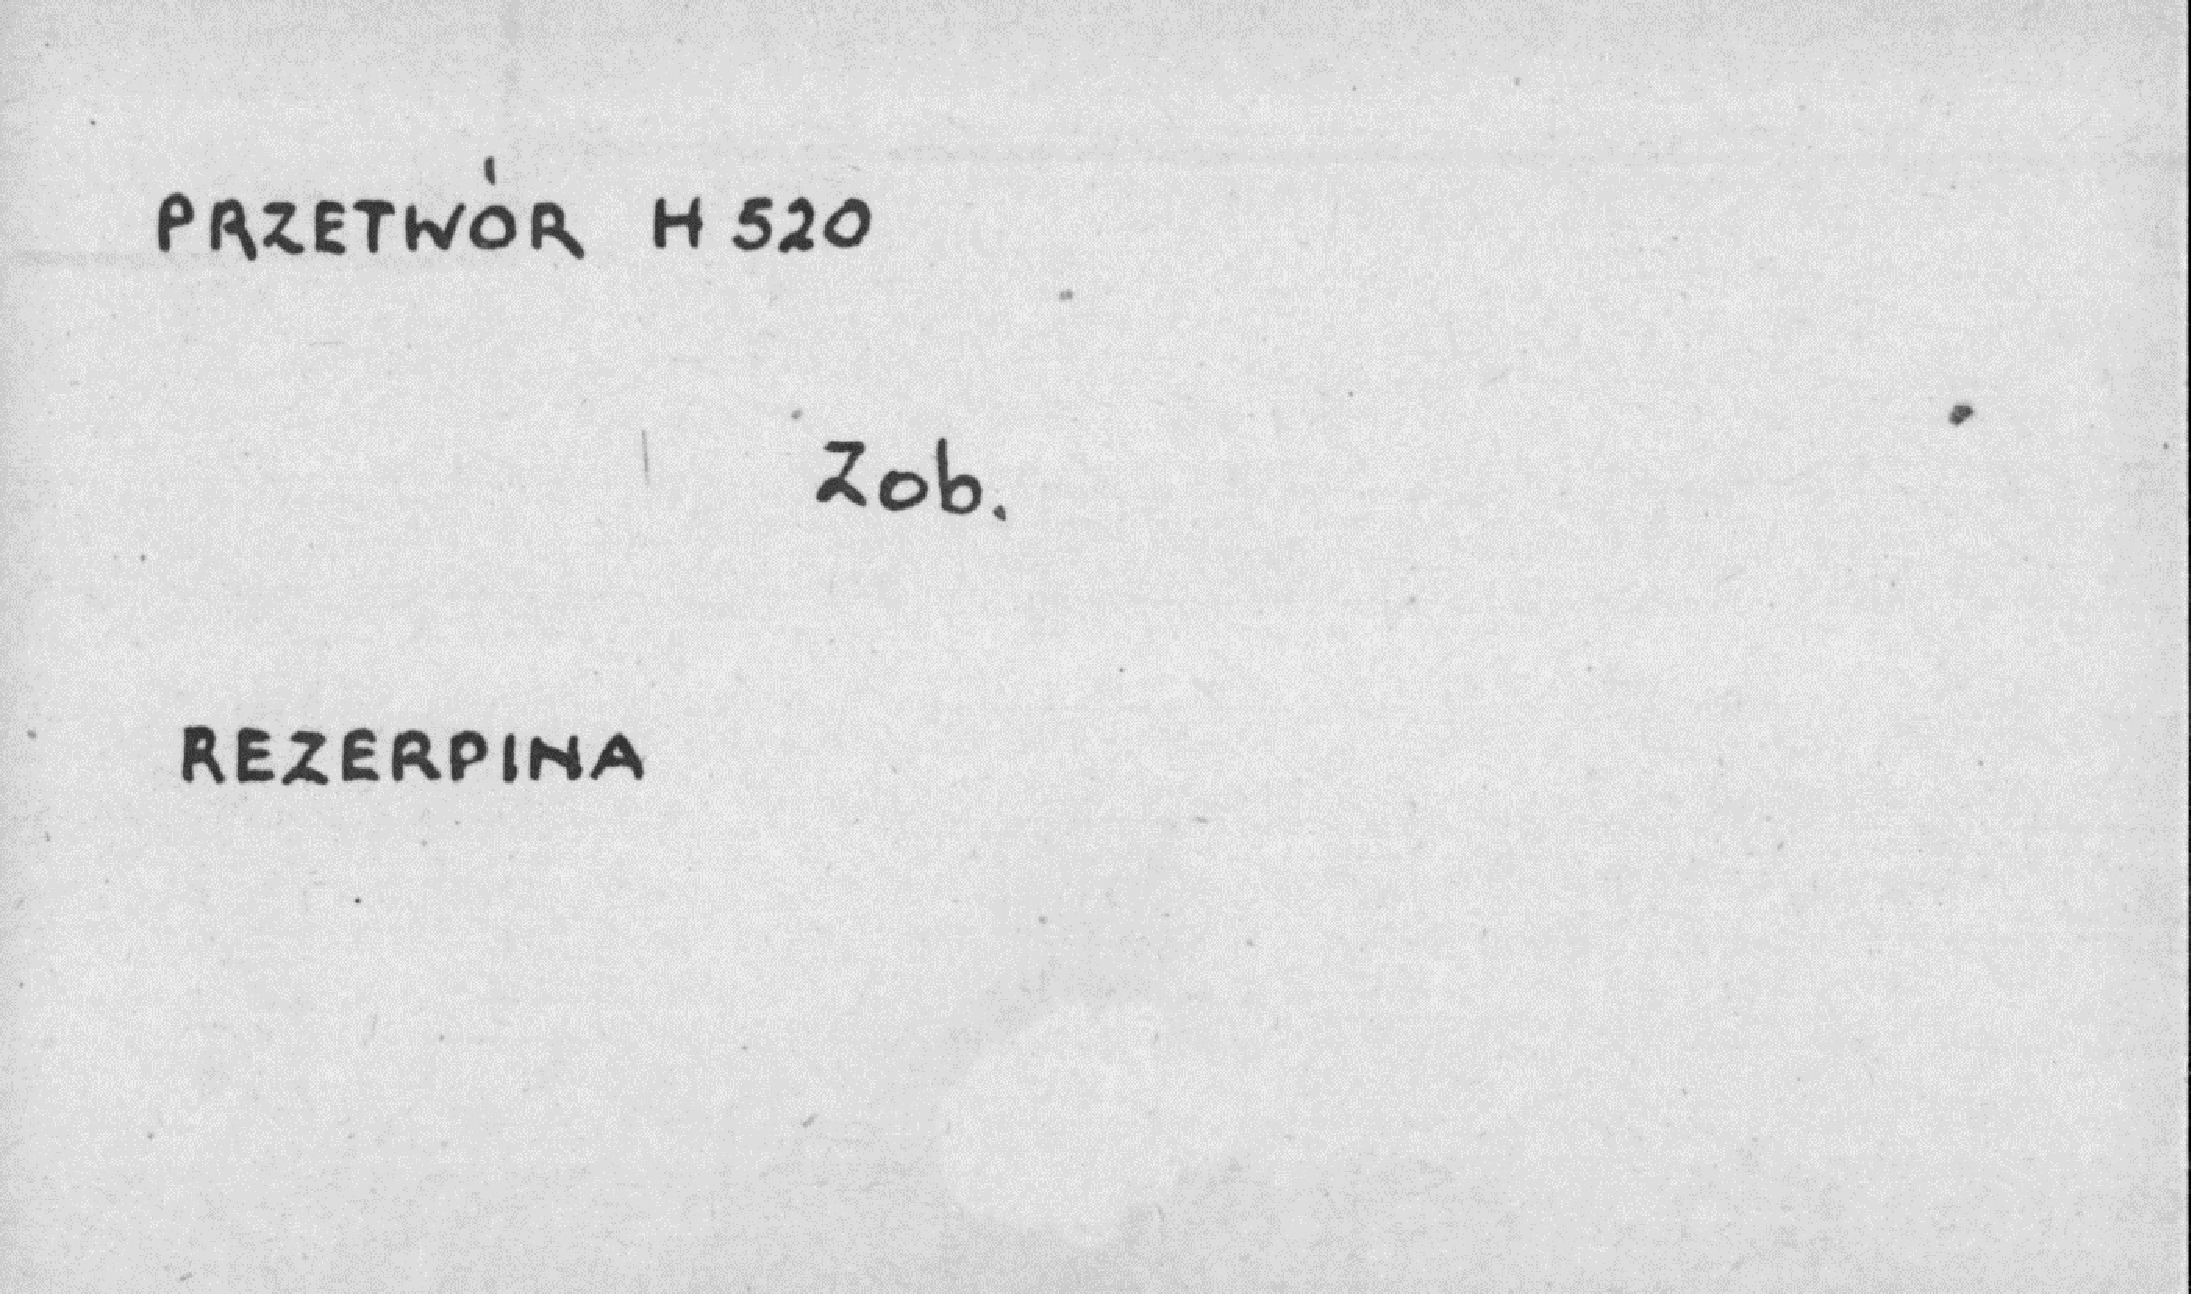 PRZETWÓR H 520
Zob.
REZERPINA